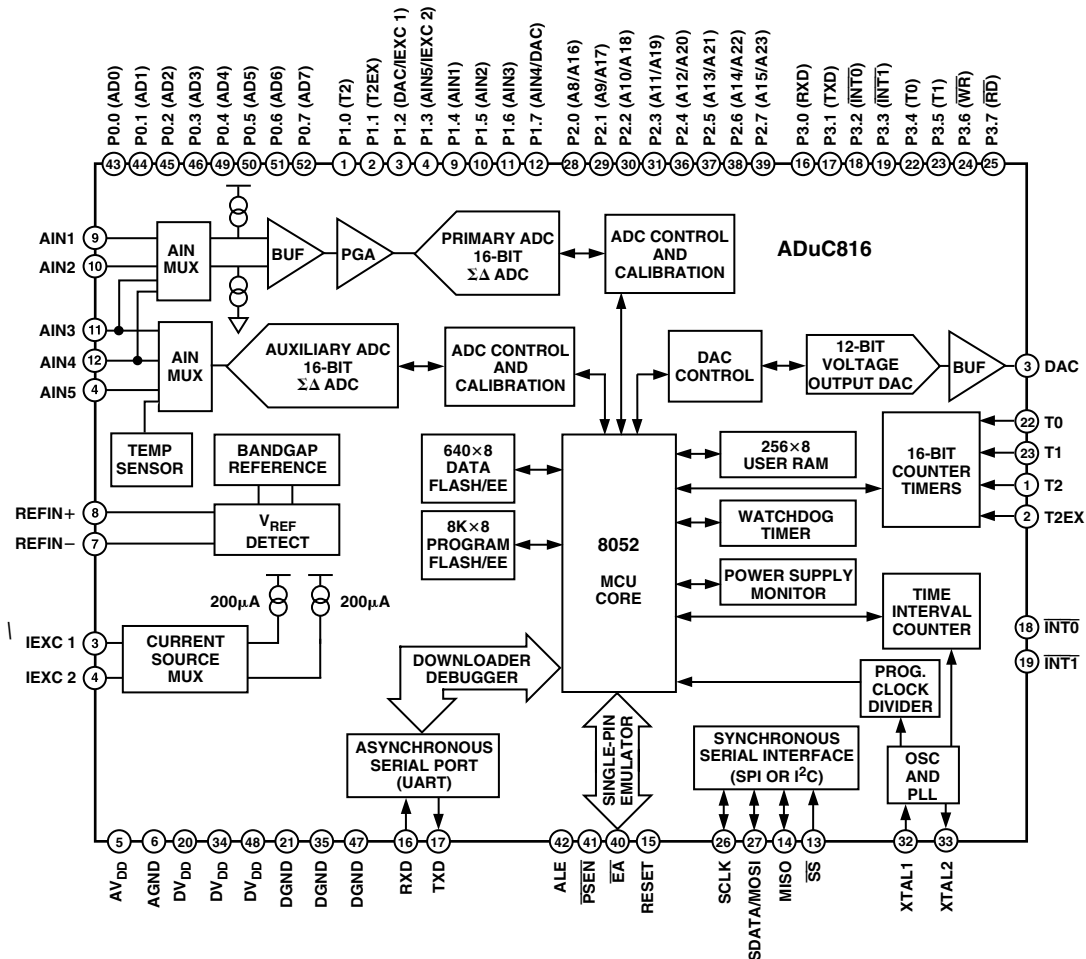 P0.0 (AD0)
P0.1 (AD1)
P0.2 (AD2)
P0.3 (AD3)
P0.4 (AD4)
P0.5 (AD5)
P0.6 (AD6)
P0.7 (AD7)
P1.0 (T2)
P1.1 (T2EX)
P1.2 (DAC/IEXC 1)
P1.3 (AIN5/IEXC 2)
P1.4 (AIN1)
P1.5 (AIN2)
P1.6 (AIN3)
P1.7 (AIN4/DAC)
P2.0 (A8/A16)
P2.1 (A9/A17)
P2.2 (A10/A18)
P2.3 (A11/A19)
P2.4 (A12/A20)
P2.5 (A13/A21)
P2.6 (A14/A22)
P2.7 (A15/A23)
P3.0 (RXD)
P3.1 (TXD)
P3.2 (INT0)
P3.3 (INT1)
P3.4 (T0)
P3.5 (T1)
P3.6 (WR)
P3.7 (RD)
43 44 45 46 49 50 51 52 1 2 3 4 9 10 11 12 28 29 30 31 36 37 38 39 16 17 18 19 22 23 24 25
AIN1 9
AIN2 10
AIN3 11
AIN4 12
AIN5 4
AIN
MUX
BUF
PGA
PRIMARY ADC
16-BIT
ΣΔ ADC
ADC CONTROL
AND
CALIBRATION
ADuC816
AIN
MUX
AUXILIARY ADC
16-BIT
ΣΔ ADC
ADC CONTROL
AND
CALIBRATION
DAC
CONTROL
12-BIT
VOLTAGE
OUTPUT DAC
BUF
3 DAC
TEMP
SENSOR
BANDGAP
REFERENCE
640×8
DATA
FLASH/EE
256×8
USER RAM
16-BIT
COUNTER
TIMERS
22 T0
23 T1
1 T2
2 T2EX
REFIN+ 8
REFIN− 7
VREF
DETECT
8K×8
PROGRAM
FLASH/EE
8052
MCU
CORE
WATCHDOG
TIMER
POWER SUPPLY
MONITOR
200µA
200µA
TIME
INTERVAL
COUNTER
18 INT0
19 INT1
\
IEXC 1 3
IEXC 2 4
CURRENT
SOURCE
MUX
DOWNLOADER
DEBUGGER
PROG.
CLOCK
DIVIDER
ASYNCHRONOUS
SERIAL PORT
(UART)
SINGLE-PIN
EMULATOR
SYNCHRONOUS
SERIAL INTERFACE
(SPI OR I²C)
OSC
AND
PLL
5 6 20 34 48 21 35 47 16 17 42 41 40 15 26 27 14 13 32 33
AVDD
AGND
DVDD
DVDD
DVDD
DGND
DGND
DGND
RXD
TXD
ALE
PSEN
EA
RESET
SCLK
SDATA/MOSI
MISO
SS
XTAL1
XTAL2